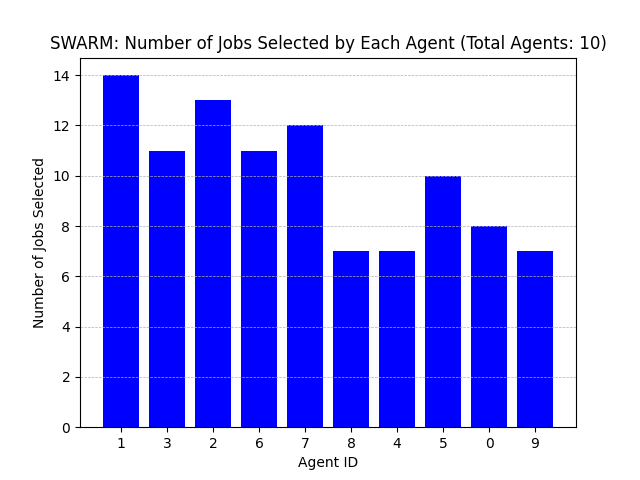 SWARM: Number of Jobs Selected by Each Agent (Total Agents: 10)
14
12
10
8
6
4
2
0
Number of Jobs Selected
1 3 2 6 7 8 4 5 0 9
Agent ID